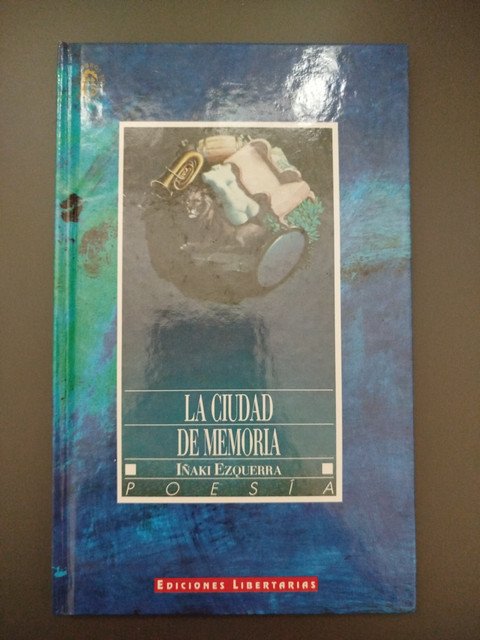 LA CIUDAD
DE MEMORIA
IÑAKI EZQUERRA
POESÍA
EDICIONES LIBERTARIAS